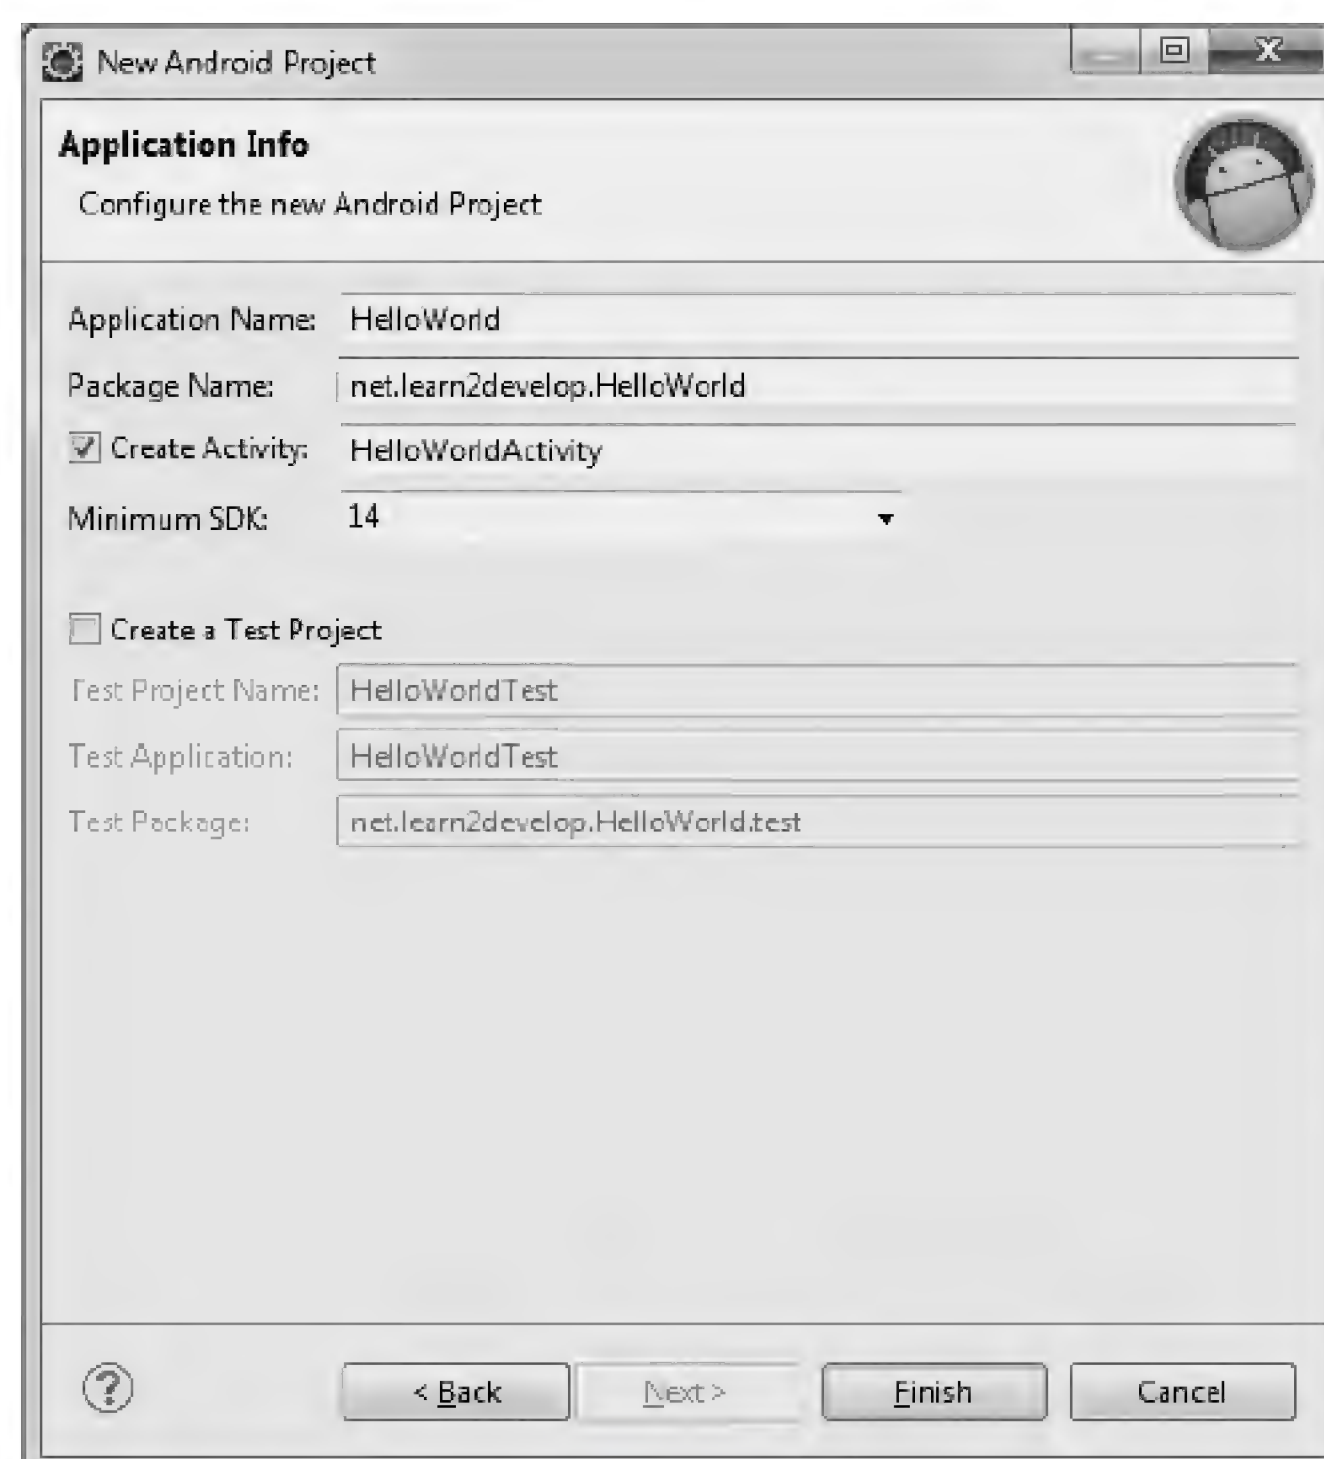 New Android Project
Application Info
Configure the new Android Project
Application Name: HelloWorld
Package Name: net.learn2develop.HelloWorld
Create Activity: HelloWorldActivity
Minimum SDK: 14
Create a Test Project
Test Project Name: HelloWorldTest
Test Application: HelloWorldTest
Test Package: net.learn2develop.HelloWorld.test
? < Back Next > Finish Cancel